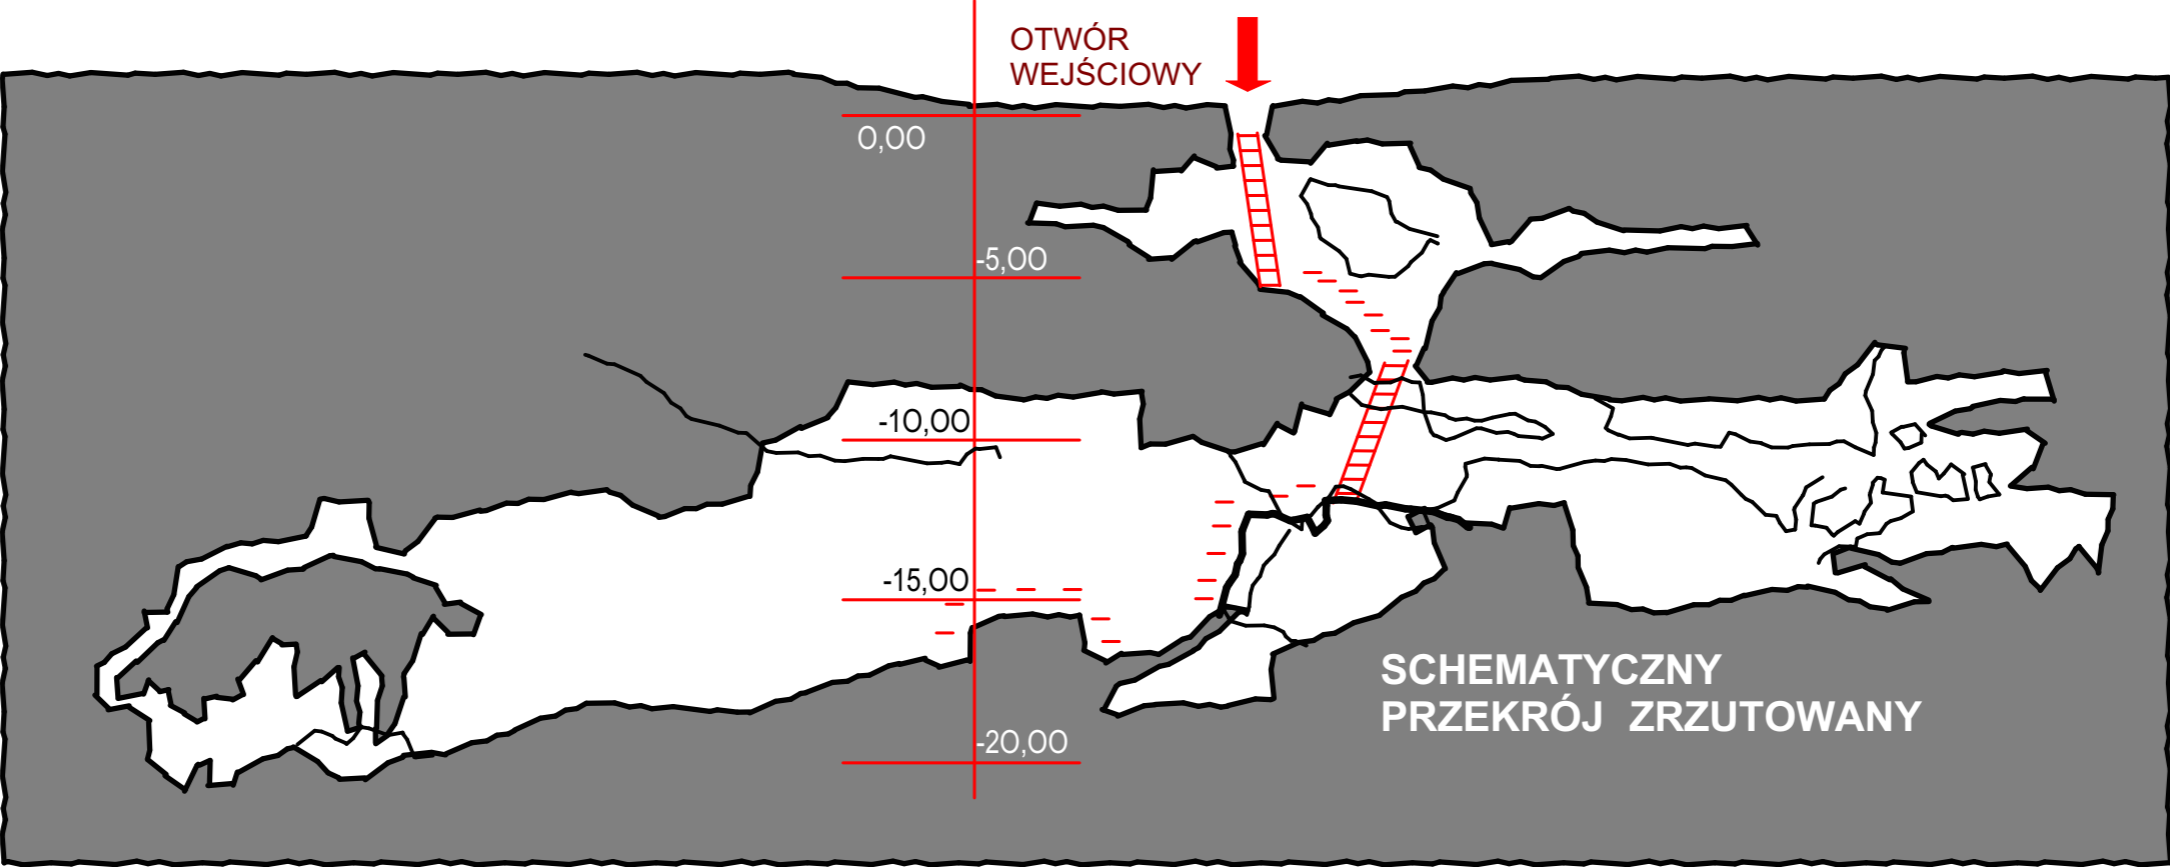 OTWÓR
WEJŚCIOWY
0,00
-5,00
-10,00
-15,00
-20,00
SCHEMATYCZNY
PRZEKRÓJ ZRZUTOWANY